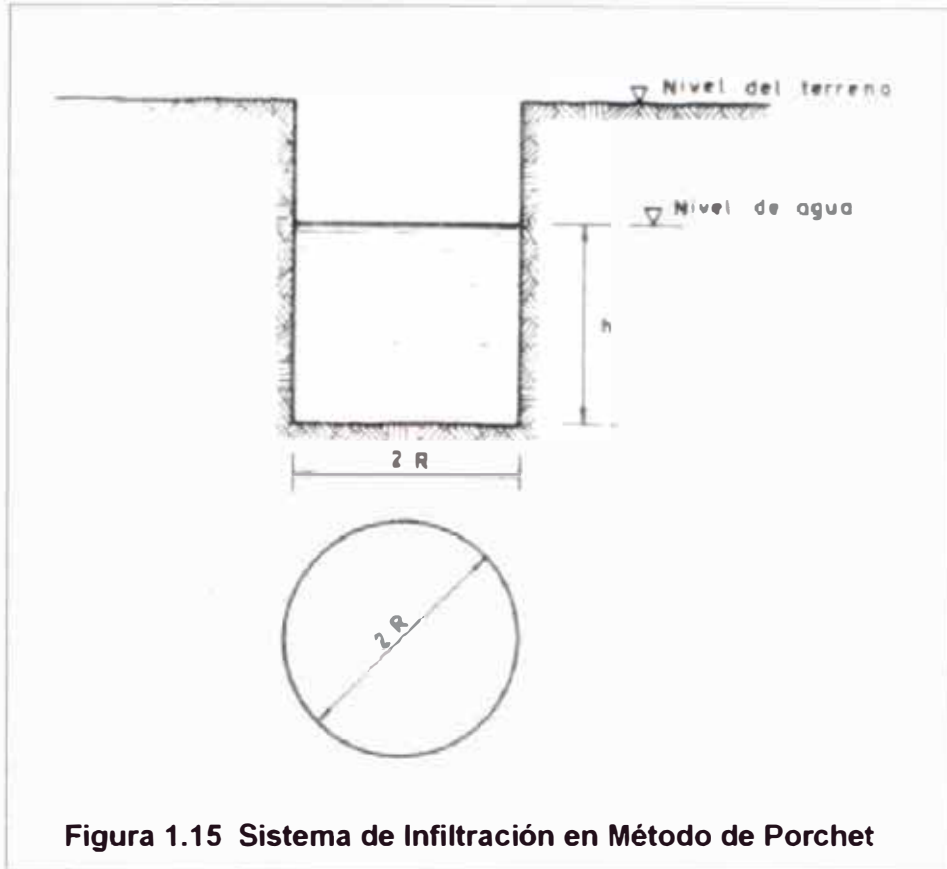 Nivel del terreno
Nivel de agua
h
2 R
2 R
Figura 1.15 Sistema de Infiltración en Método de Porchet